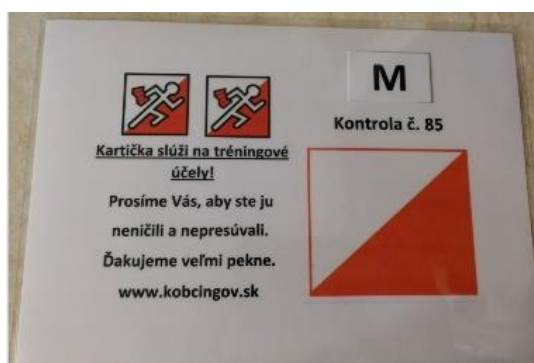 Kartička slúži na tréningové
účely!
Prosíme Vás, aby ste ju
neničili a nepresúvali.
Ďakujeme veľmi pekne.
www.kobcingov.sk
M
Kontrola č. 85